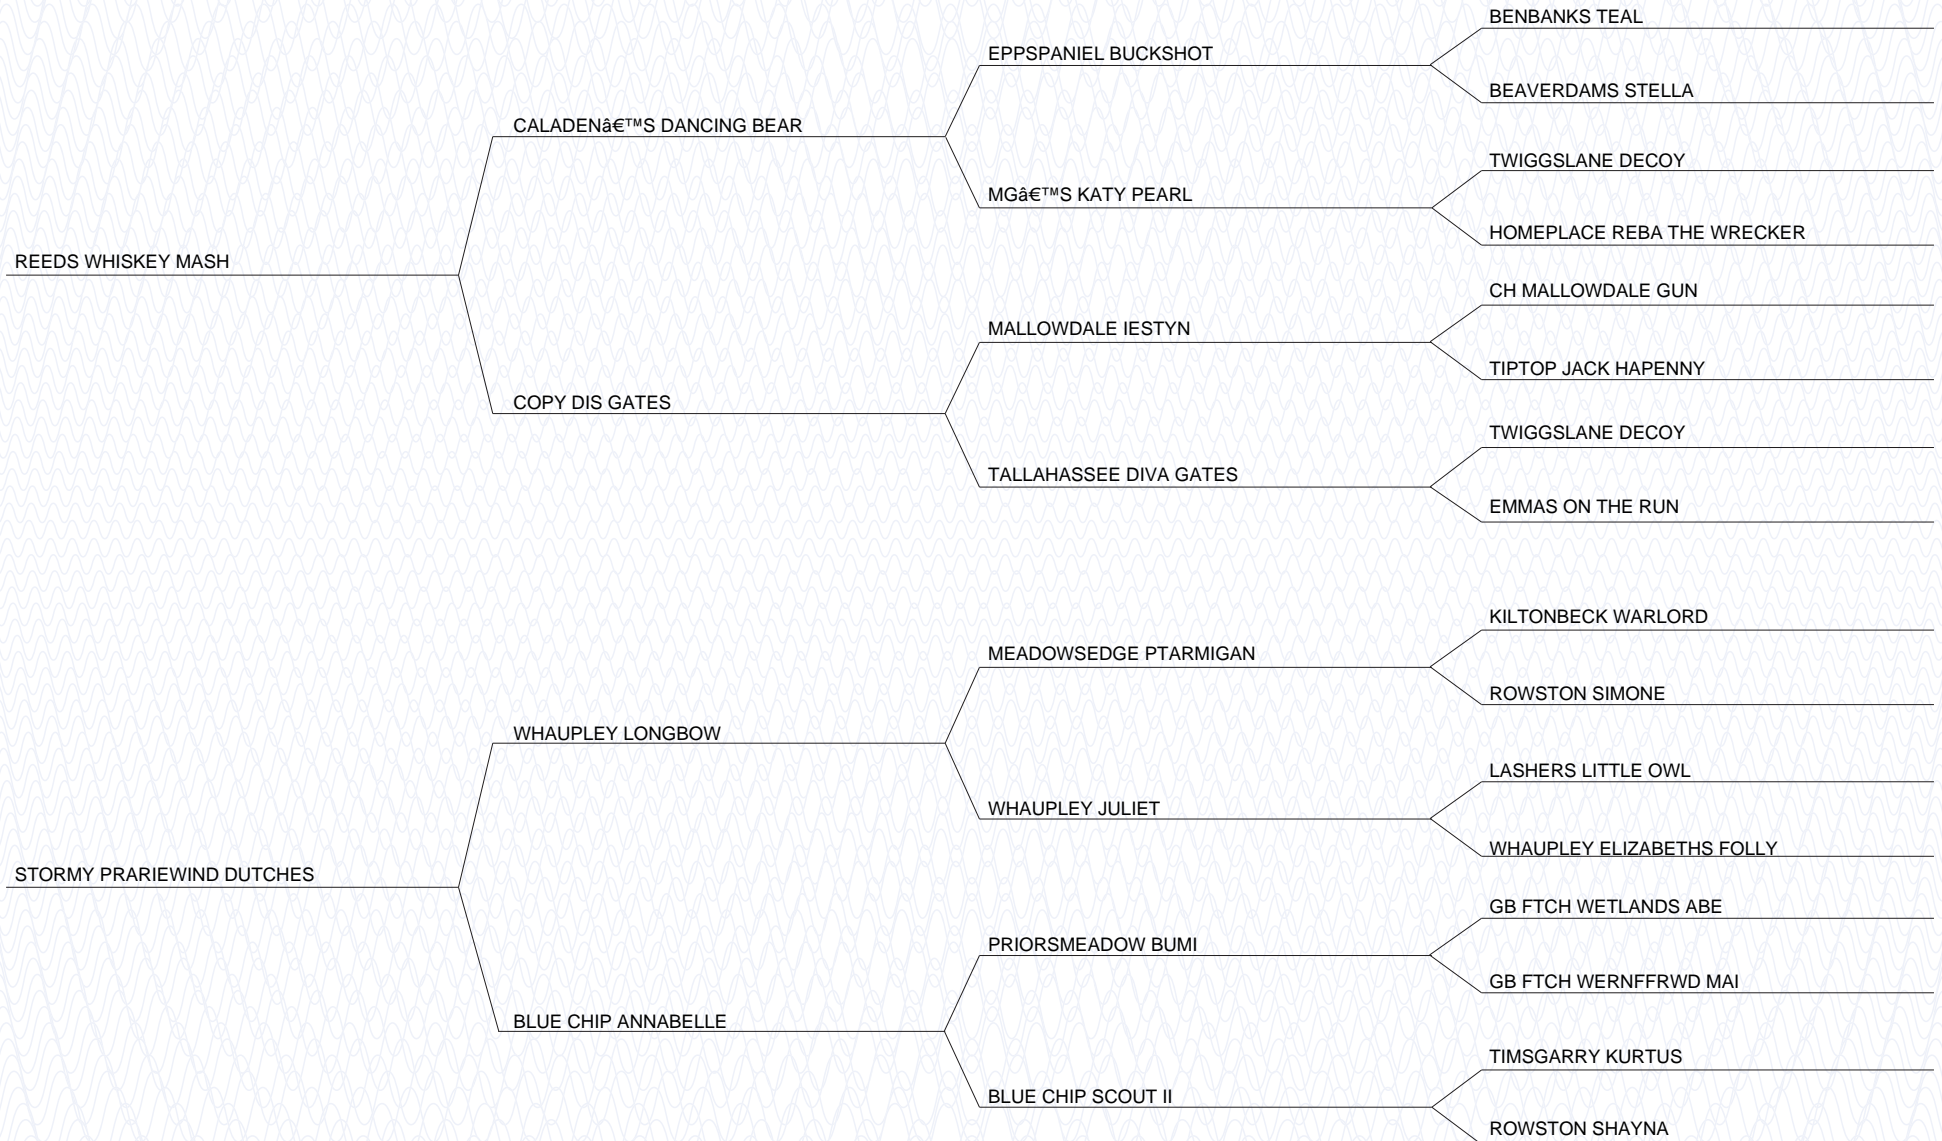 BENBANKS TEAL
EPPSPANIEL BUCKSHOT
BEAVERDAMS STELLA
CALADENâ€™S DANCING BEAR
TWIGGSLANE DECOY
MGâ€™S KATY PEARL
HOMEPLACE REBA THE WRECKER
REEDS WHISKEY MASH
CH MALLOWDALE GUN
MALLOWDALE IESTYN
TIPTOP JACK HAPENNY
COPY DIS GATES
TWIGGSLANE DECOY
TALLAHASSEE DIVA GATES
EMMAS ON THE RUN
KILTONBECK WARLORD
MEADOWSEDGE PTARMIGAN
ROWSTON SIMONE
WHAUPLEY LONGBOW
LASHERS LITTLE OWL
WHAUPLEY JULIET
WHAUPLEY ELIZABETHS FOLLY
STORMY PRARIEWIND DUTCHES
GB FTCH WETLANDS ABE
PRIORSMEADOW BUMI
GB FTCH WERNFFRWD MAI
BLUE CHIP ANNABELLE
TIMSGARRY KURTUS
BLUE CHIP SCOUT II
ROWSTON SHAYNA